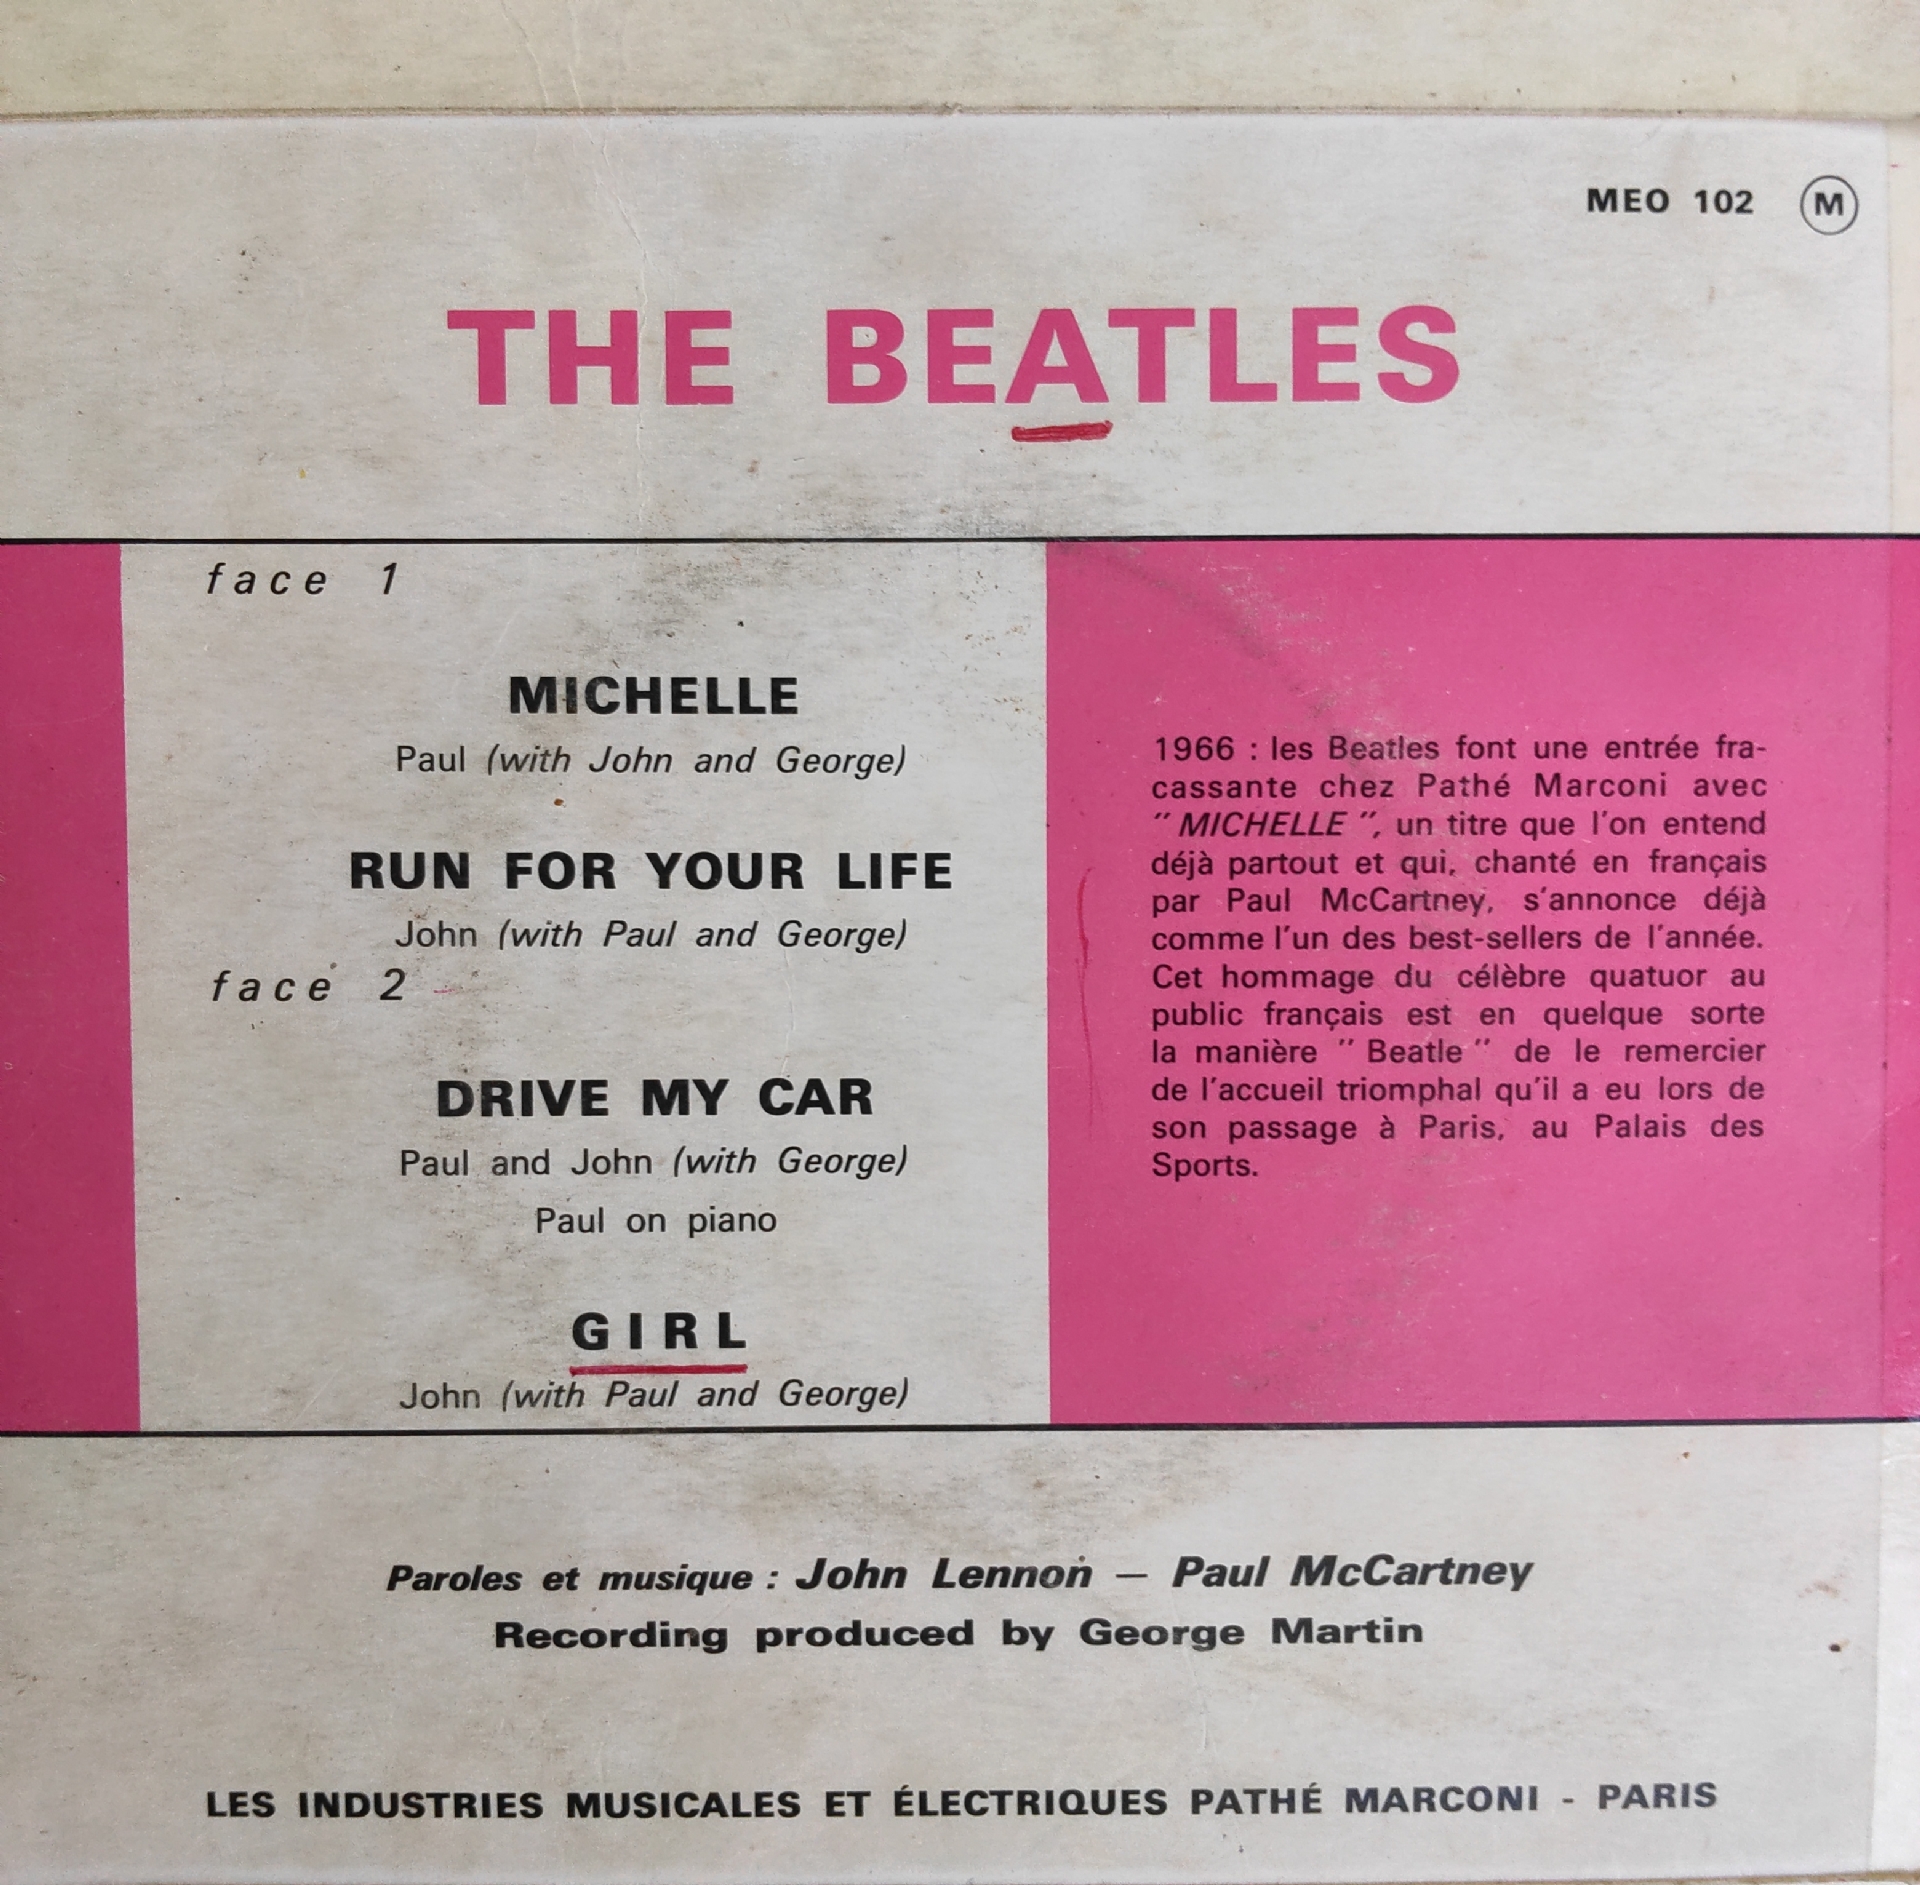 MEO 102 M
THE BEATLES
face 1
MICHELLE
Paul (with John and George)
RUN FOR YOUR LIFE
John (with Paul and George)
face 2
DRIVE MY CAR
Paul and John (with George)
Paul on piano
GIRL
John (with Paul and George)
1966 : les Beatles font une entrée fra-
cassante chez Pathé Marconi avec
" MICHELLE ", un titre que l'on entend
déjà partout et qui, chanté en français
par Paul McCartney, s'annonce déjà
comme l'un des best-sellers de l'année.
Cet hommage du célèbre quatuor au
public français est en quelque sorte
la manière " Beatle " de le remercier
de l'accueil triomphal qu'il a eu lors de
son passage à Paris, au Palais des
Sports.
Paroles et musique : John Lennon — Paul McCartney
Recording produced by George Martin
LES INDUSTRIES MUSICALES ET ÉLECTRIQUES PATHÉ MARCONI - PARIS